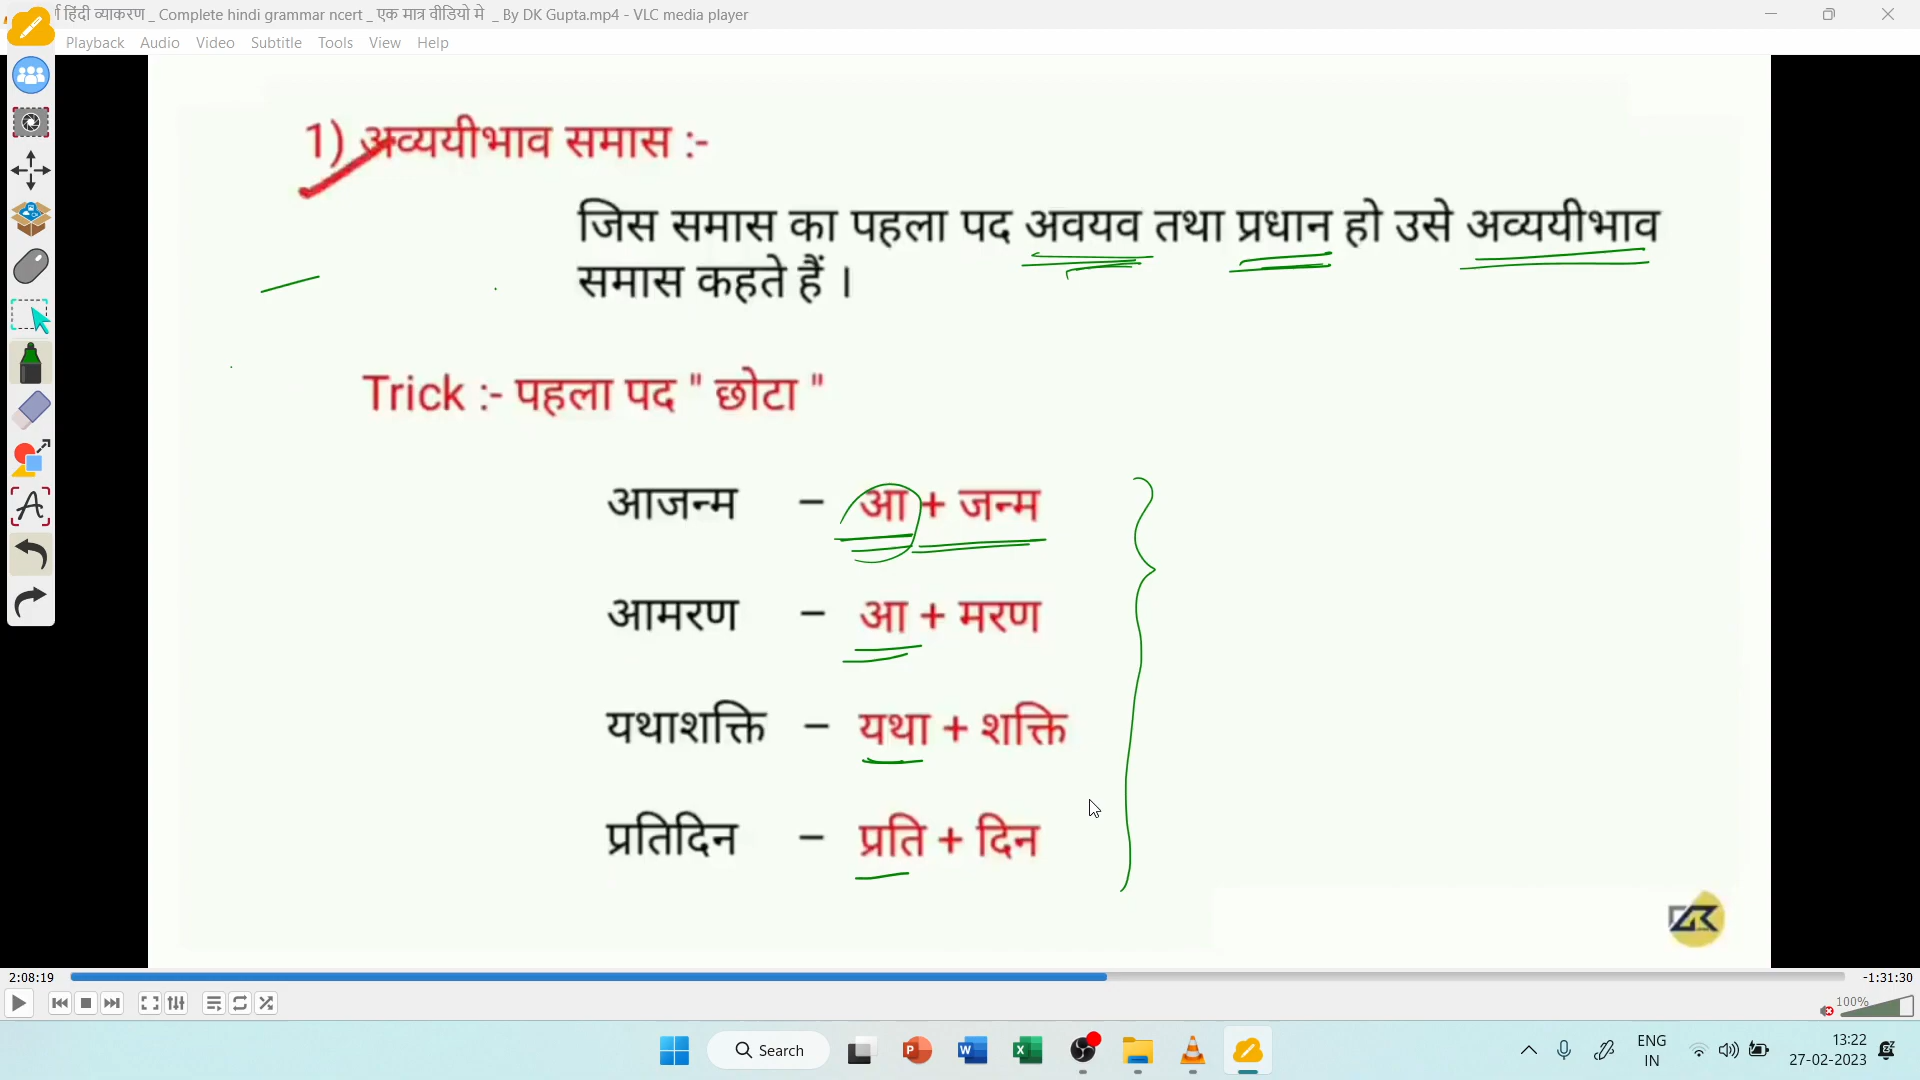 हिंदी व्याकरण _ Complete hindi grammar ncert _ एक मात्र वीडियो मे _ By DK Gupta.mp4 - VLC media player
Playback Audio Video Subtitle Tools View Help
1) अव्ययीभाव समास :-
जिस समास का पहला पद अवयव तथा प्रधान हो उसे अव्ययीभाव
समास कहते हैं ।
Trick :- पहला पद " छोटा "
आजन्म – आ + जन्म
आमरण – आ + मरण
यथाशक्ति – यथा + शक्ति
प्रतिदिन – प्रति + दिन
2:08:19 -1:31:30
100%
Search
ENG
IN
13:22
27-02-2023